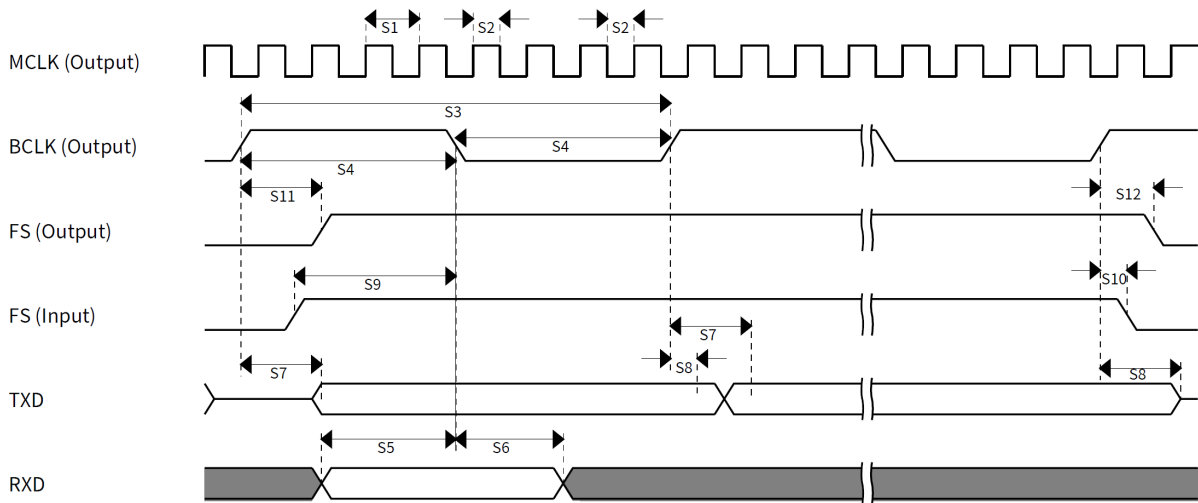 S1 S2 S2
MCLK (Output)
S3
BCLK (Output)
S4
S4
S11 S12
FS (Output)
S9 S10
FS (Input)
S7
S7 S8 S8
TXD
S5 S6
RXD